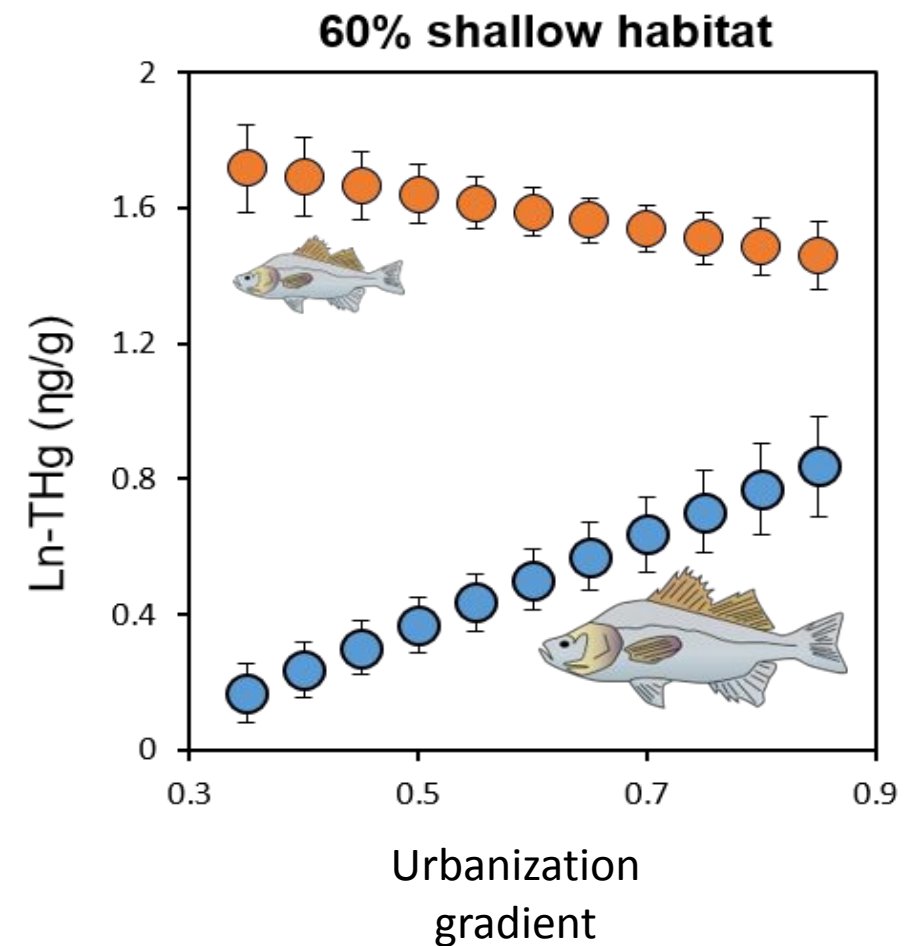 60% shallow habitat
Ln-THg (ηg/g)
2
1.6
1.2
0.8
0.4
0
0.3
0.5
0.7
0.9
Urbanization
gradient